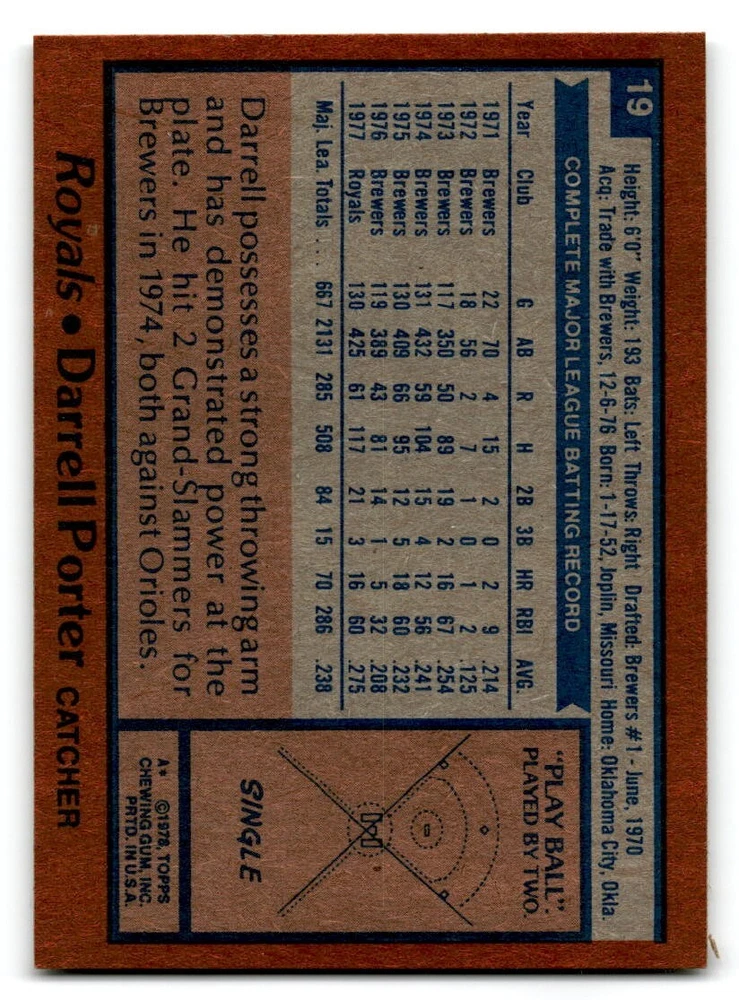 19
Height: 6'0" Weight: 193 Bats: Left Throws: Right Drafted: Brewers #1 - June, 1970
Acq: Trade with Brewers, 12-6-76 Born: 1-17-52, Joplin, Missouri Home: Oklahoma City, Okla.
COMPLETE MAJOR LEAGUE BATTING RECORD
Year Club G AB R H 2B 3B HR RBI AVG.
1971 Brewers 22 70 4 15 2 0 2 9 .214
1972 Brewers 18 56 2 7 1 0 1 2 .125
1973 Brewers 117 350 50 89 19 2 16 67 .254
1974 Brewers 131 432 59 104 15 4 12 56 .241
1975 Brewers 130 409 66 95 12 5 18 60 .232
1976 Brewers 119 389 43 81 14 1 5 32 .208
1977 Royals 130 425 61 117 21 3 16 60 .275
Maj. Lea. Totals .... 667 2131 285 508 84 15 70 286 .238
Darrell possesses a strong throwing arm
and has demonstrated power at the
plate. He hit 2 Grand-Slammers for
Brewers in 1974, both against Orioles.
"PLAY BALL"-
PLAYED BY TWO.
SINGLE
A* ©1978, TOPPS
CHEWING GUM, INC.
PRTD. IN U.S.A.
Royals • Darrell Porter CATCHER